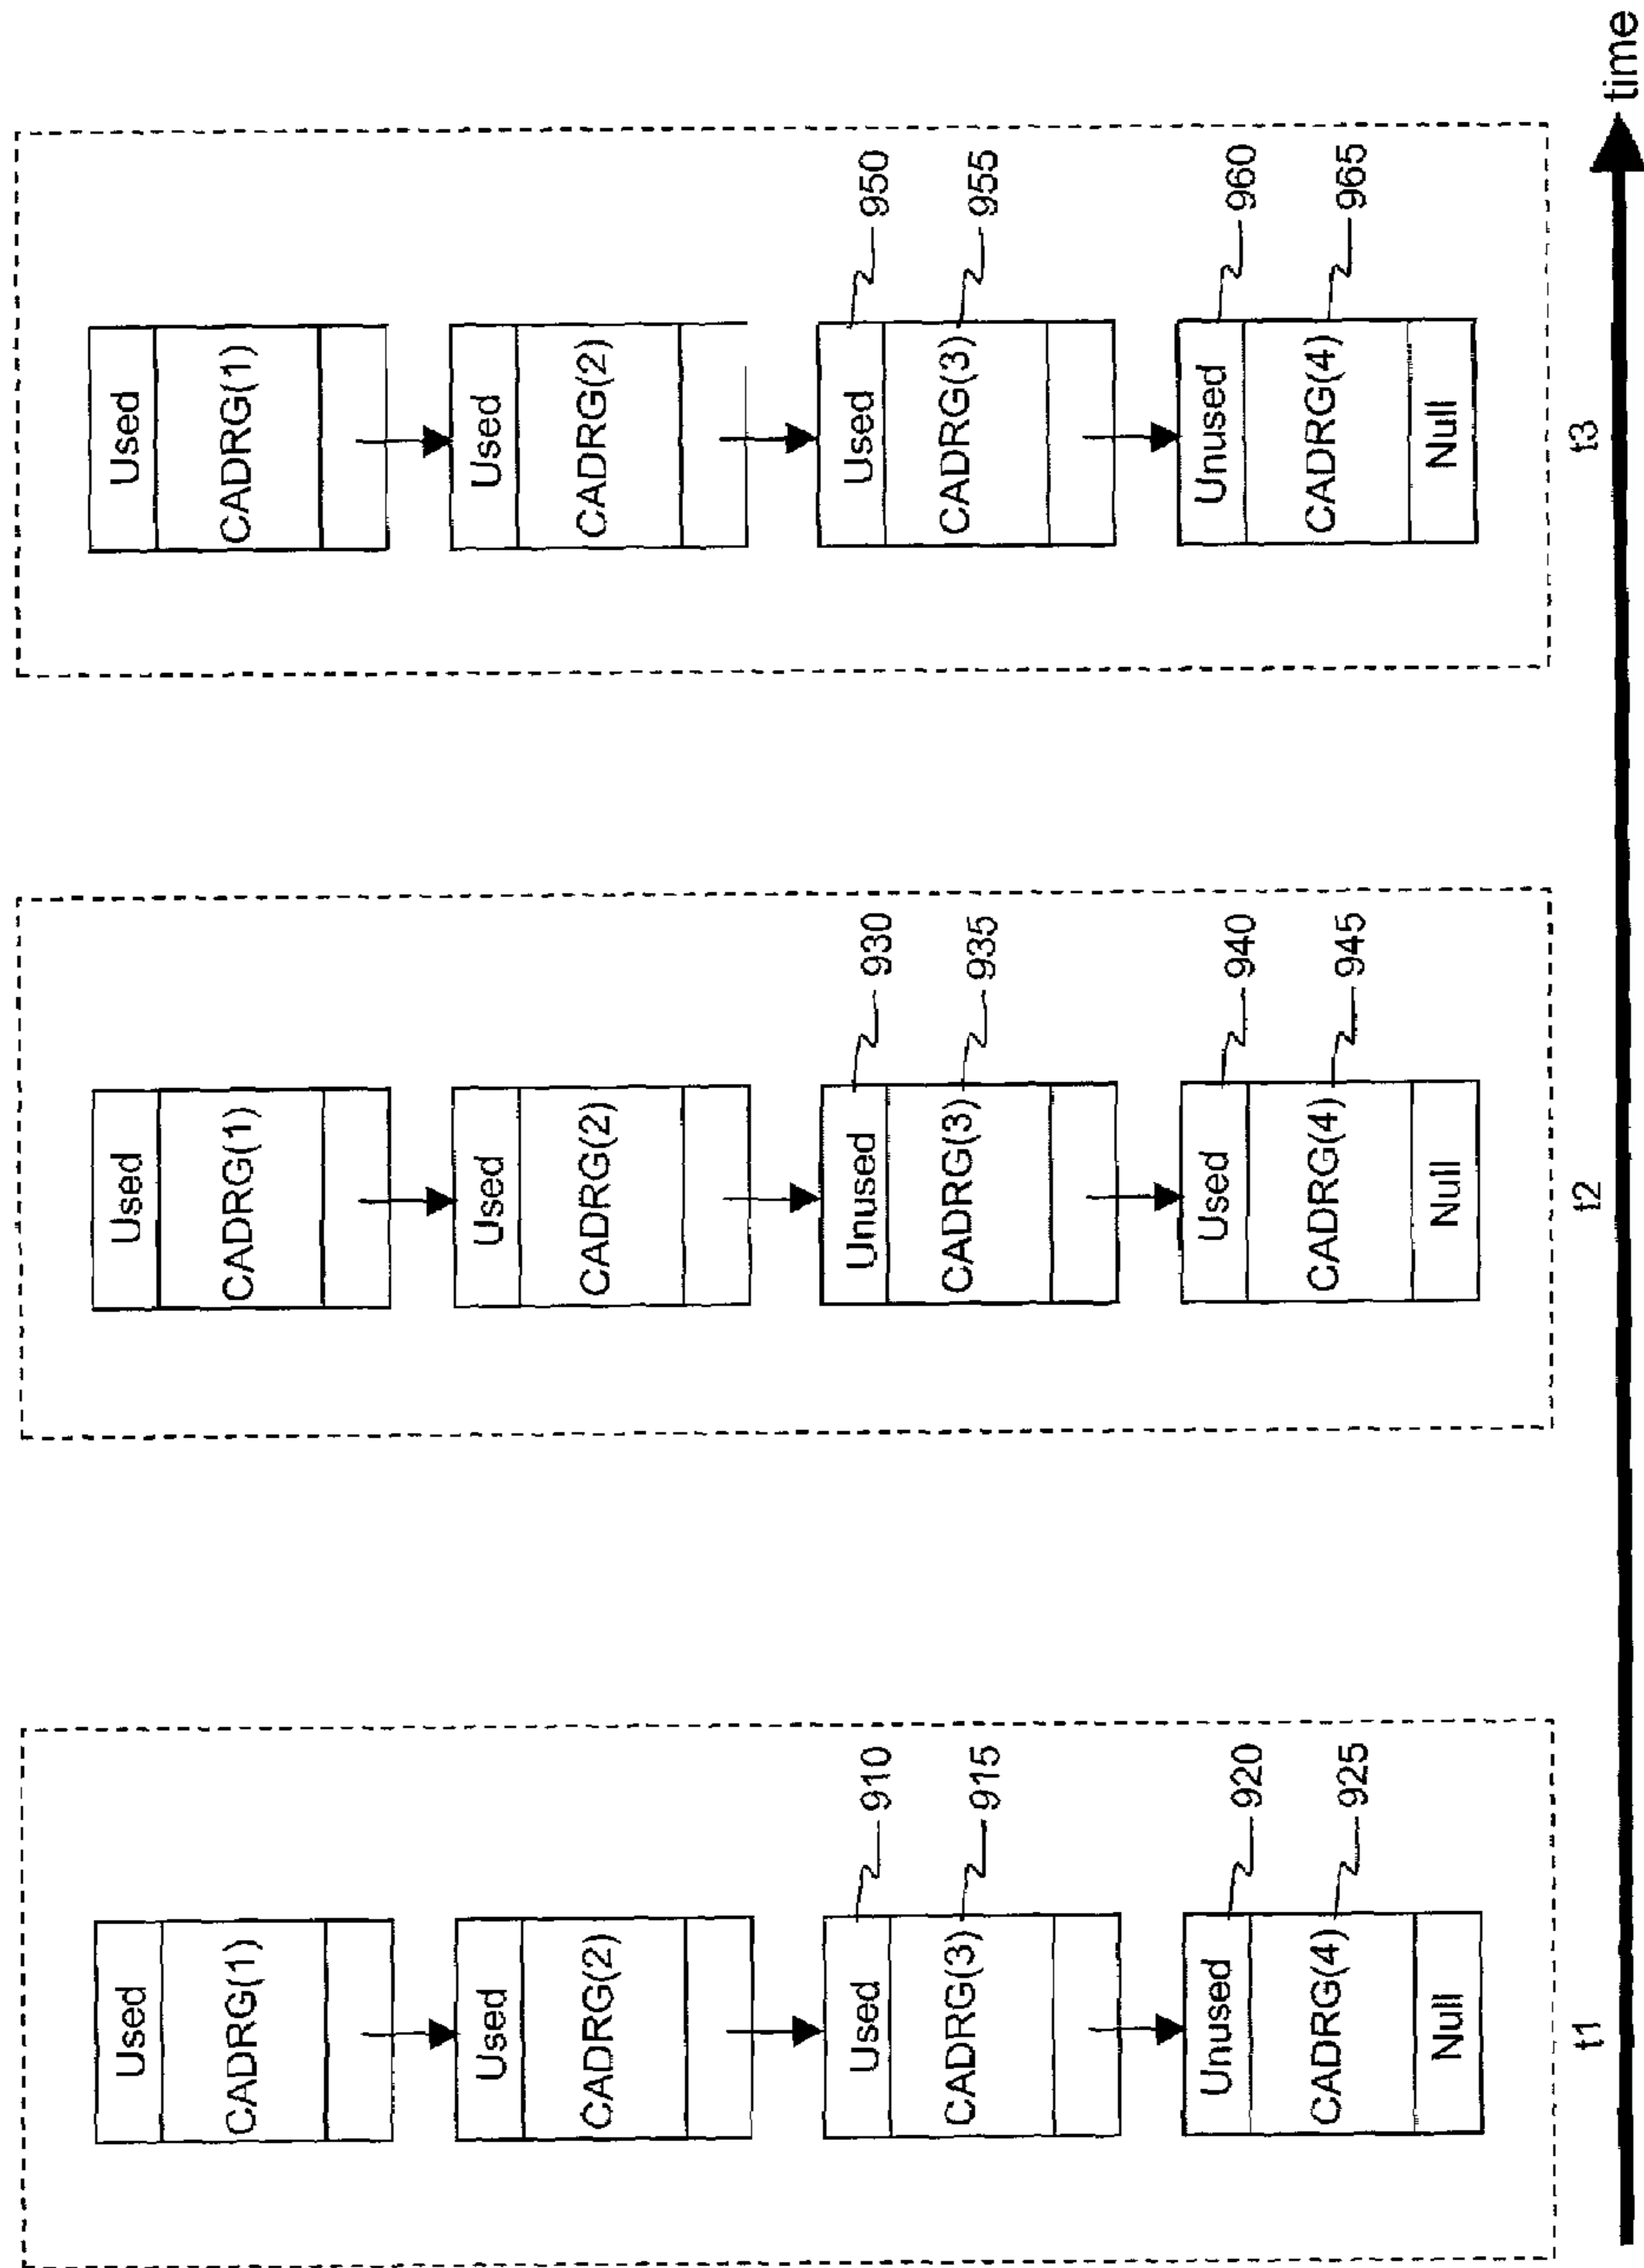 Used
CADRG(1)
Used
CADRG(2)
Used
910
CADRG(3)
915
Unused
920
CADRG(4)
925
Null
t1
Used
CADRG(1)
Used
CADRG(2)
Unused
930
CADRG(3)
935
Used
940
CADRG(4)
945
Null
t2
Used
CADRG(1)
Used
CADRG(2)
Used
950
CADRG(3)
955
Unused
960
CADRG(4)
965
Null
t3
time